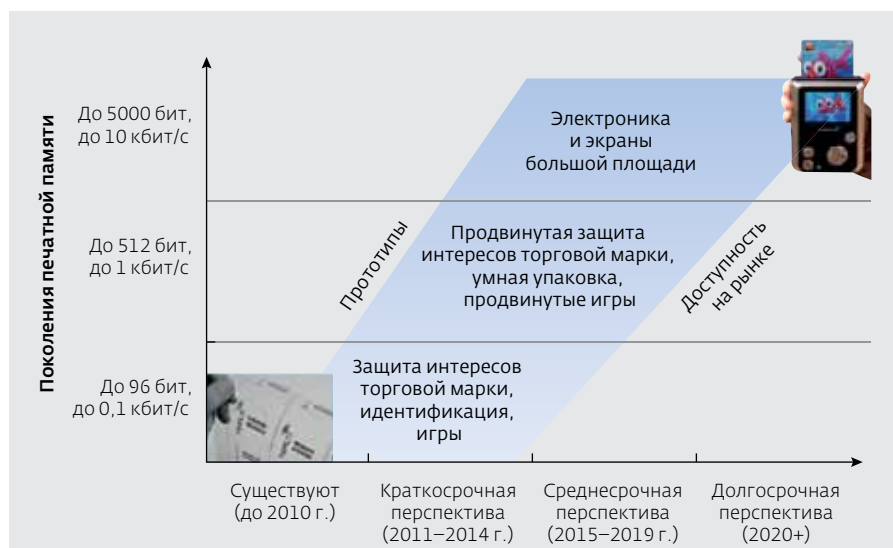 Поколения печатной памяти
До 5000 бит,
до 10 кбит/с
До 512 бит,
до 1 кбит/с
До 96 бит,
до 0,1 кбит/с
Электроника
и экраны
большой площади
Прототипы
Продвинутая защита
интересов торговой марки,
умная упаковка,
продвинутые игры
Доступность
на рынке
Защита интересов
торговой марки,
идентификация,
игры
Существуют
(до 2010 г.)
Краткосрочная
перспектива
(2011–2014 г.)
Среднесрочная
перспектива
(2015–2019 г.)
Долгосрочная
перспектива
(2020+)